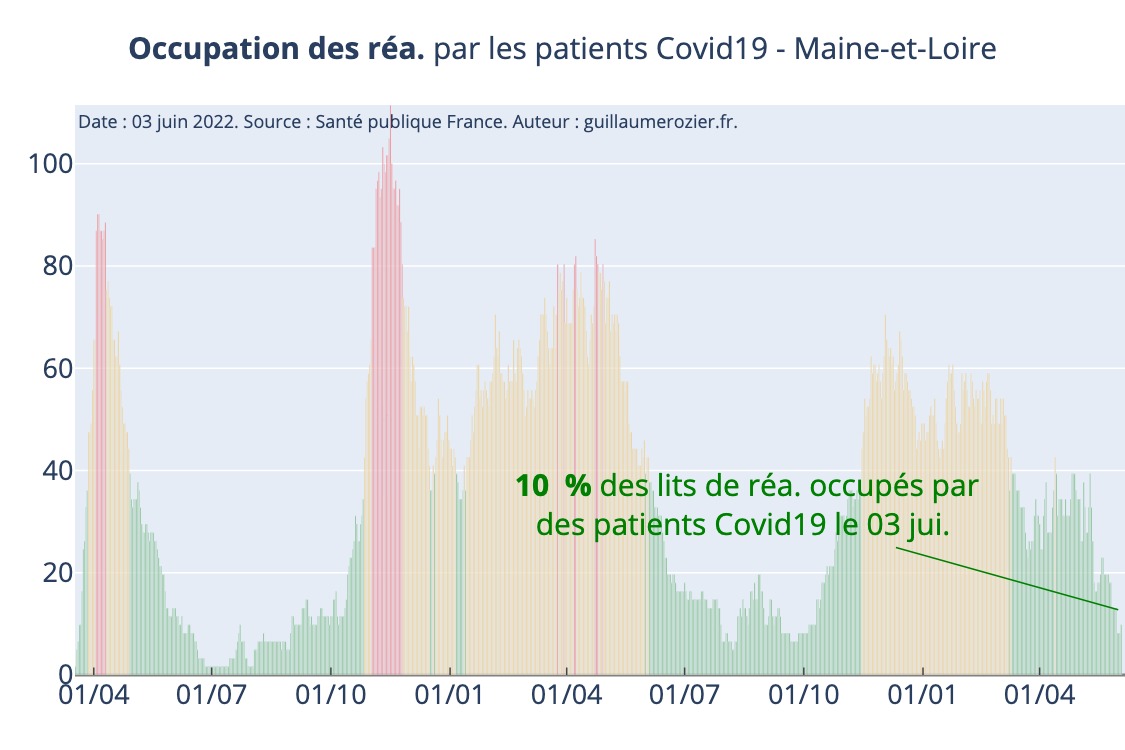 Occupation des réa. par les patients Covid19 - Maine-et-Loire
Date : 03 juin 2022. Source : Santé publique France. Auteur : guillaumerozier.fr.
100
80
60
40
10  % des lits de réa. occupés par
des patients Covid19 le 03 jui.
20
0
01/04 01/07 01/10 01/01 01/04 01/07 01/10 01/01 01/04